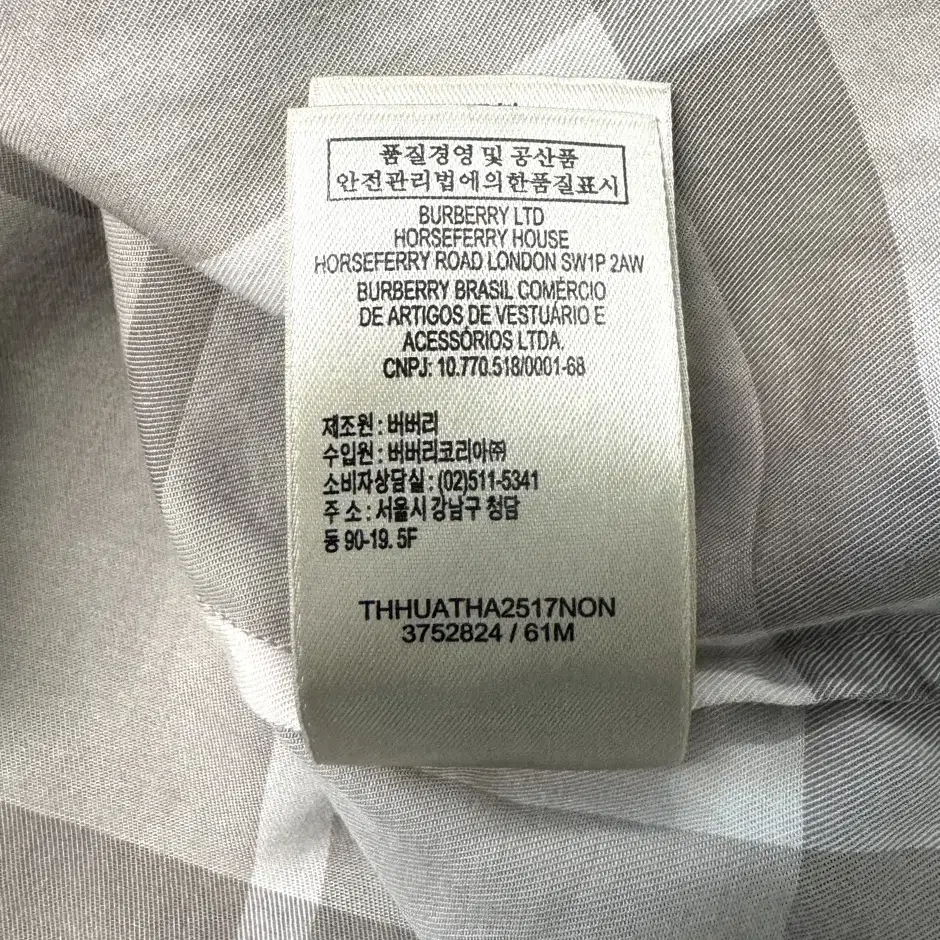 품질경영 및 공산품
안전관리법에의한품질표시
BURBERRY LTD
HORSEFERRY HOUSE
HORSEFERRY ROAD LONDON SW1P 2AW
BURBERRY BRASIL COMÉRCIO
DE ARTIGOS DE VESTUÁRIO E
ACESSÓRIOS LTDA.
CNPJ: 10.770.518/0001-68
제조원 : 버버리
수입원 : 버버리코리아㈜
소비자상담실 : (02)511-5341
주 소 : 서울시 강남구 청담
동 90-19. 5F
THHUATHA2517NON
3752824 / 61M